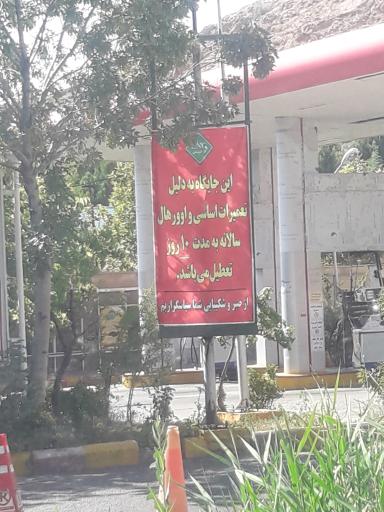 این جایگاه به دلیل
تعمیرات اساسی و اوورهال
سالانه به مدت ۱۰ روز
تعطیل می باشد.
از صبر و شکیبایی شما سپاسگزاریم